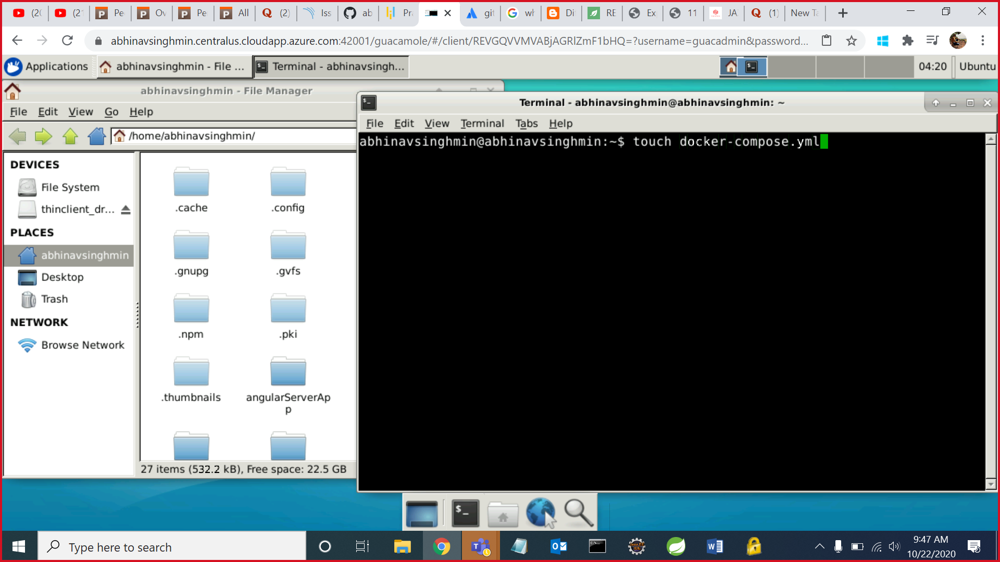 (20
(21
Pe
Ov
Pe
All
(2)
Iss
ab
Pra
git
wh
Di
RE
Ex
11
JA
(1)
New Ta
abhinavsinghmin.centralus.cloudapp.azure.com:42001/guacamole/#/client/REVGQVVMVABjAGRlZmF1bHQ=?username=guacadmin&password...
Applications
abhinavsinghmin - File ...
Terminal - abhinavsingh...
04:20
Ubuntu
abhinavsinghmin - File Manager
File Edit View Go Help
/home/abhinavsinghmin/
DEVICES
File System
thinclient_dr...
PLACES
abhinavsinghmin
Desktop
Trash
NETWORK
Browse Network
.cache
.config
.gnupg
.gvfs
.npm
.pki
.thumbnails
angularServerAp
p
27 items (532.2 kB), Free space: 22.5 GB
Terminal - abhinavsinghmin@abhinavsinghmin: ~
File Edit View Terminal Tabs Help
abhinavsinghmin@abhinavsinghmin:~$ touch docker-compose.yml
Type here to search
9:47 AM
10/22/2020